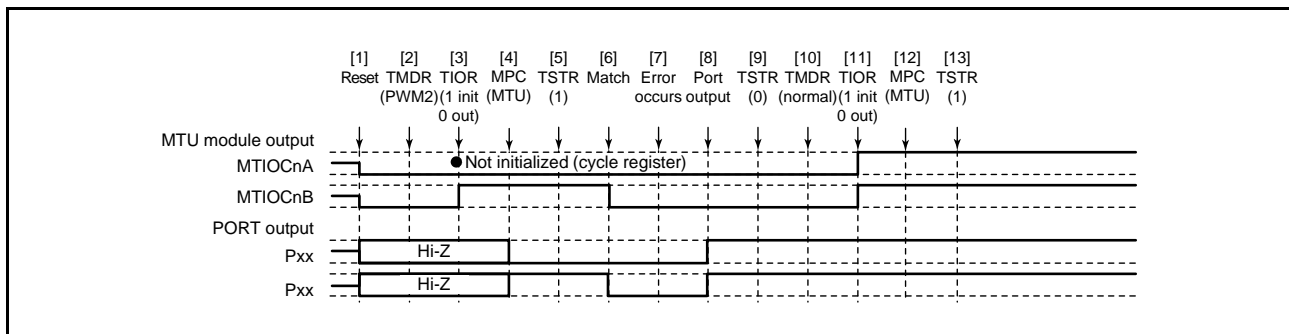 [1] [2] [3] [4] [5] [6] [7] [8] [9] [10] [11] [12] [13]
Reset TMDR TIOR MPC TSTR Match Error Port TSTR TMDR TIOR MPC TSTR
(PWM2) (1 init (MTU) (1) occurs output (0) (normal) (1 init (MTU) (1)
0 out) 0 out)
MTU module output
MTIOCnA
Not initialized (cycle register)
MTIOCnB
PORT output
Pxx
Hi-Z
Pxx
Hi-Z